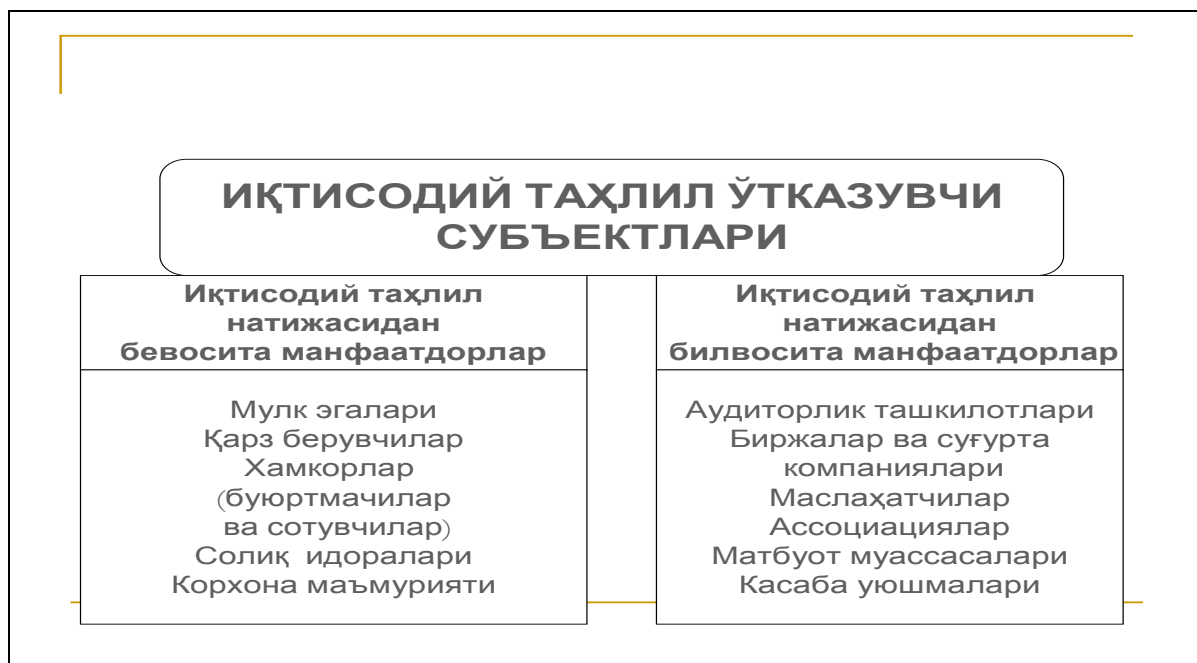 ИҚТИСОДИЙ ТАҲЛИЛ ЎТКАЗУВЧИ
СУБЪЕКТЛАРИ
Иқтисодий таҳлил
натижасидан
бевосита манфаатдорлар
Мулк эгалари
Қарз берувчилар
Хамкорлар
(буюртмачилар
ва сотувчилар)
Солиқ идоралари
Корхона маъмурияти
Иқтисодий таҳлил
натижасидан
билвосита манфаатдорлар
Аудиторлик ташкилотлари
Биржалар ва суғурта
компаниялари
Маслаҳатчилар
Ассоциациялар
Матбуот муассасалари
Касаба уюшмалари